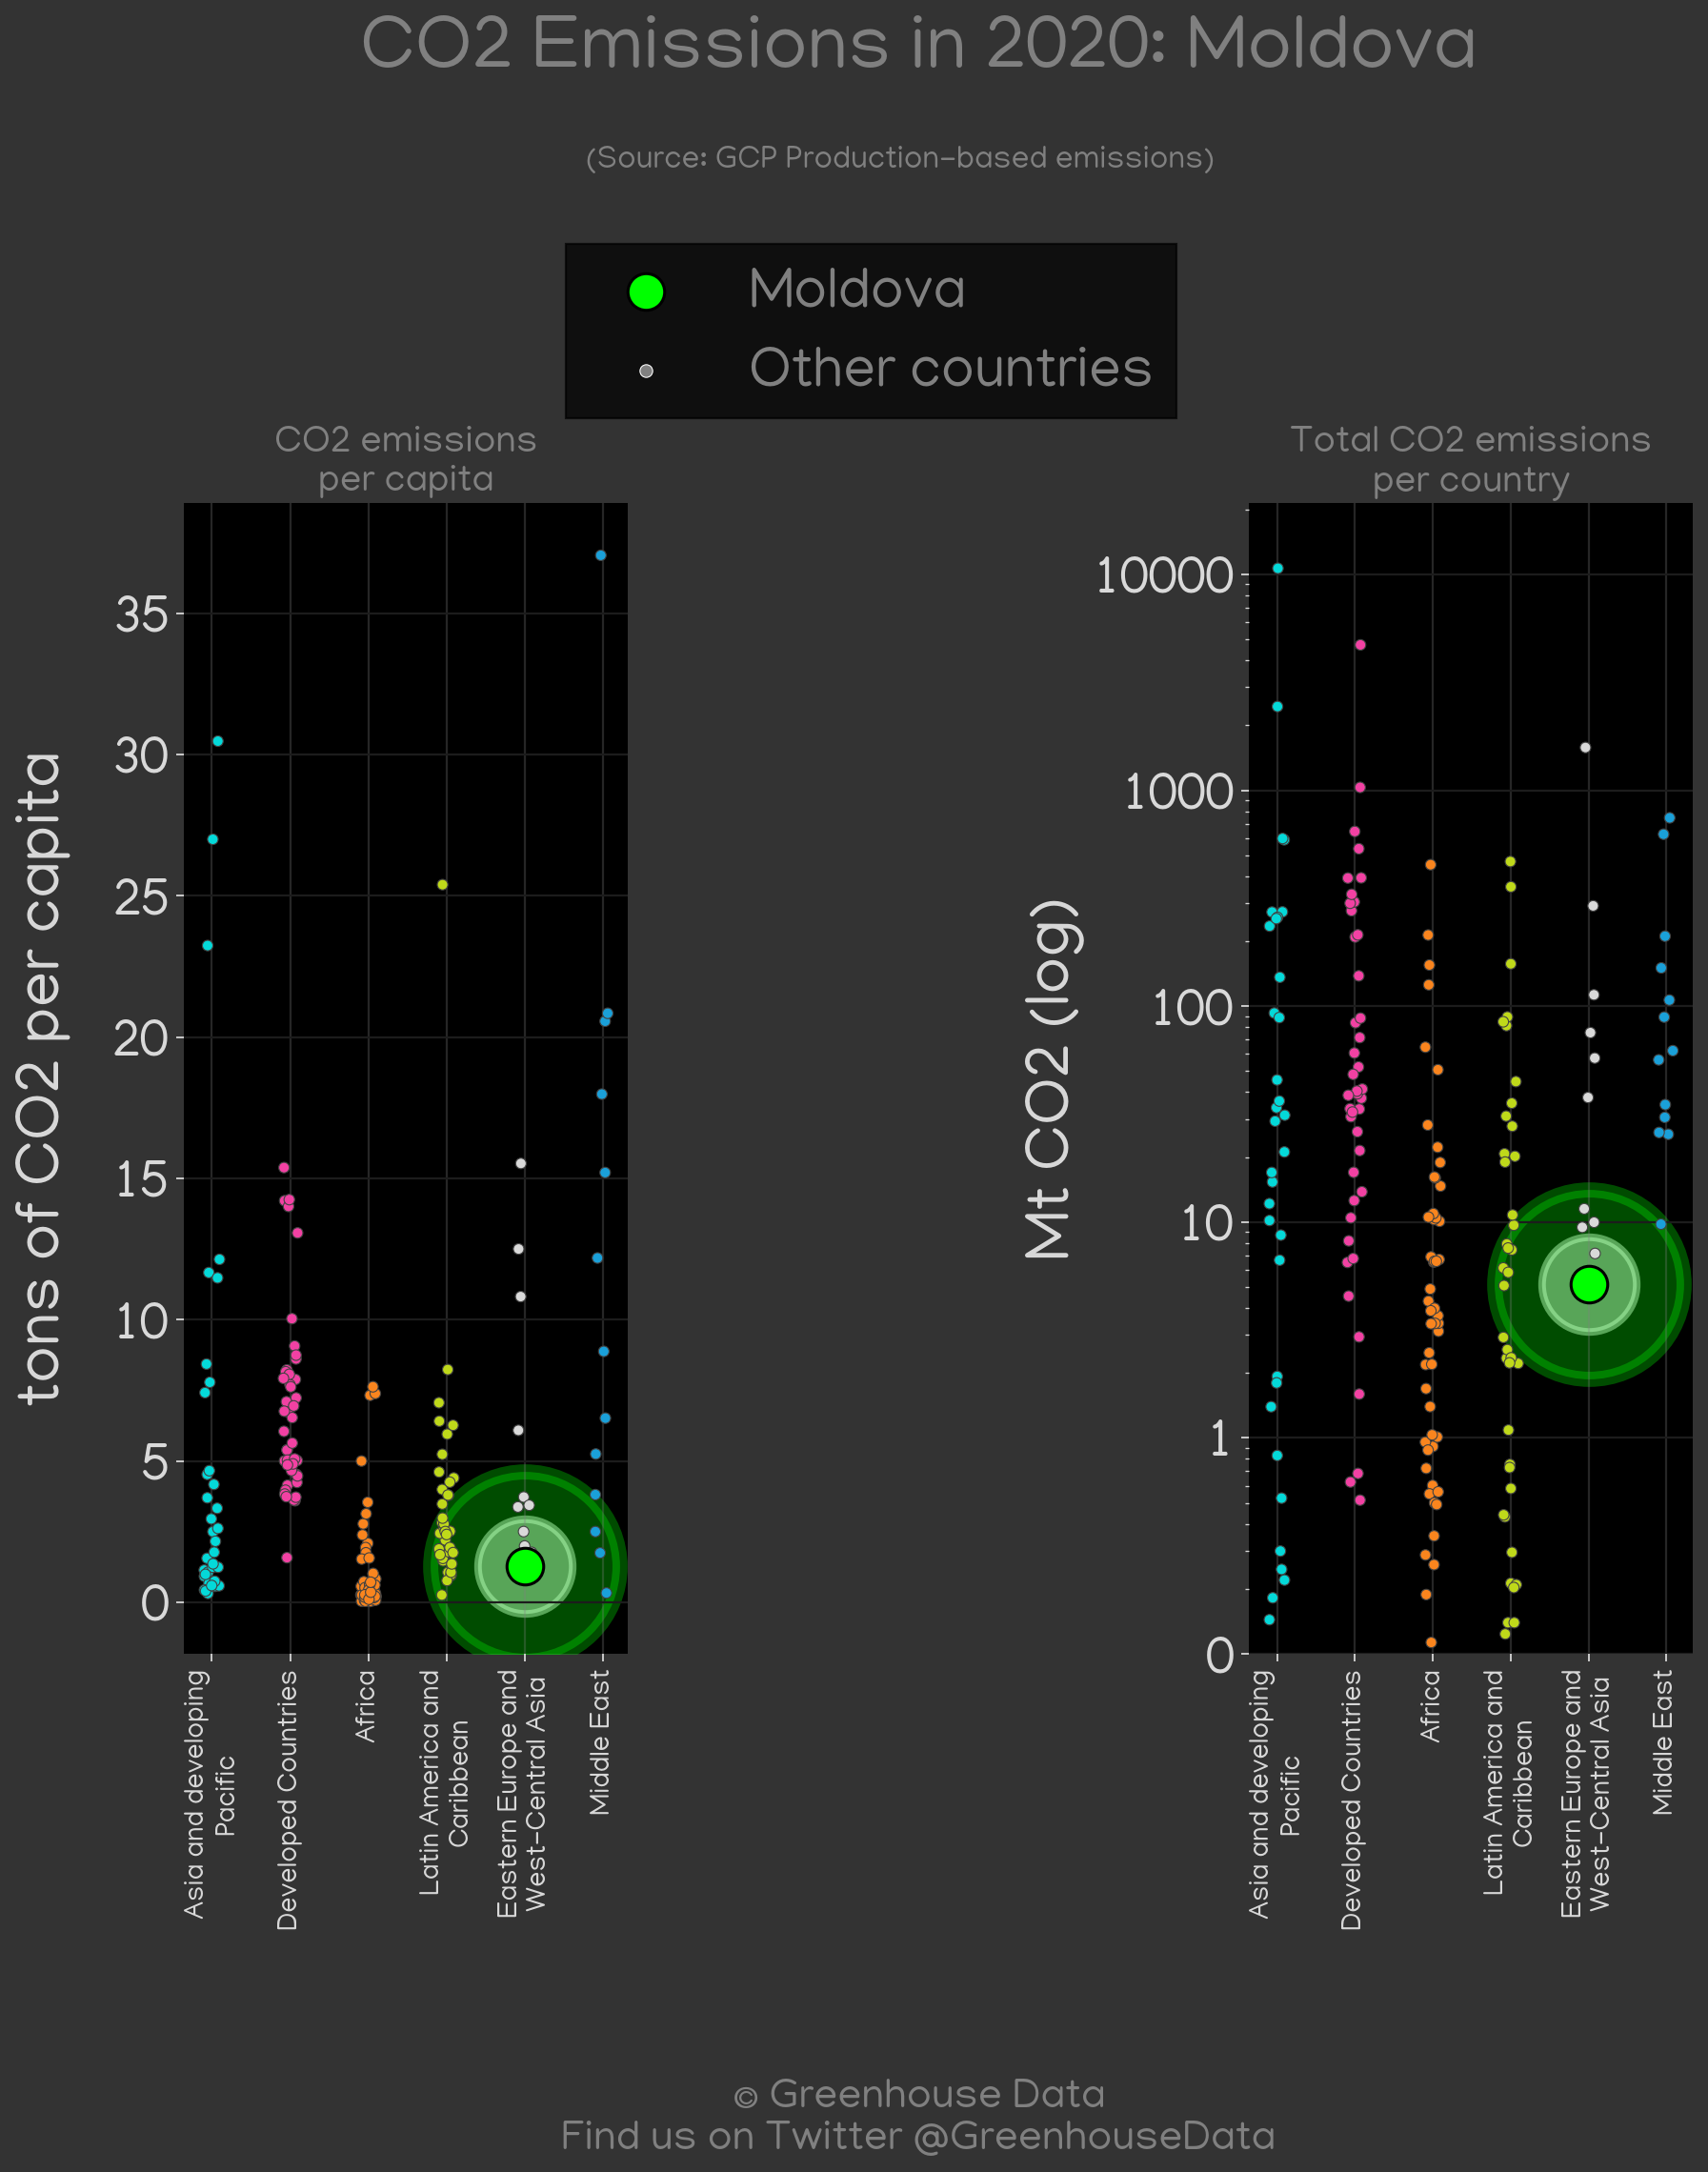 CO2 Emissions in 2020: Moldova
(Source: GCP Production-based emissions)
Moldova
Other countries
CO2 emissions
per capita
tons of CO2 per capita
35
30
25
20
15
10
5
0
Asia and developing
Pacific
Developed Countries
Africa
Latin America and
Caribbean
Eastern Europe and
West-Central Asia
Middle East
Total CO2 emissions
per country
Mt CO2 (log)
10000
1000
100
10
1
0
Asia and developing
Pacific
Developed Countries
Africa
Latin America and
Caribbean
Eastern Europe and
West-Central Asia
Middle East
© Greenhouse Data
Find us on Twitter @GreenhouseData